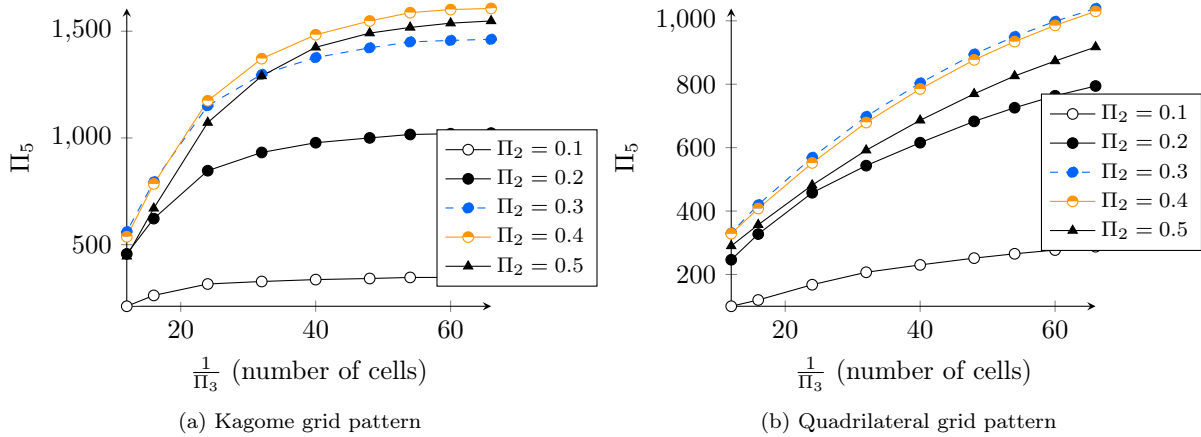 1,500
1,000
500
Π5
20
40
60
1/Π3 (number of cells)
Π2 = 0.1
Π2 = 0.2
Π2 = 0.3
Π2 = 0.4
Π2 = 0.5
(a) Kagome grid pattern
1,000
800
600
400
200
Π5
20
40
60
1/Π3 (number of cells)
Π2 = 0.1
Π2 = 0.2
Π2 = 0.3
Π2 = 0.4
Π2 = 0.5
(b) Quadrilateral grid pattern